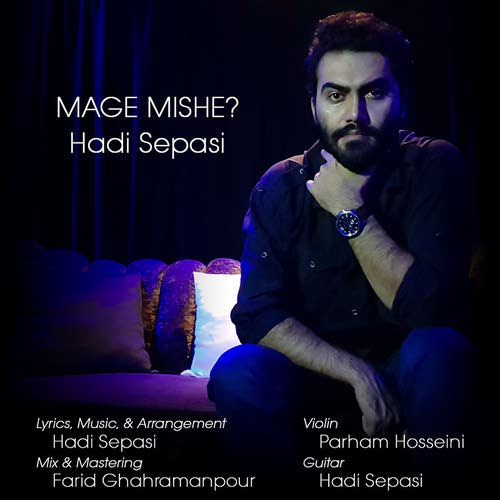 MAGE MISHE?
Hadi Sepasi
Lyrics, Music, & Arrangement
Hadi Sepasi
Mix & Mastering
Farid Ghahramanpour
Violin
Parham Hosseini
Guitar
Hadi Sepasi